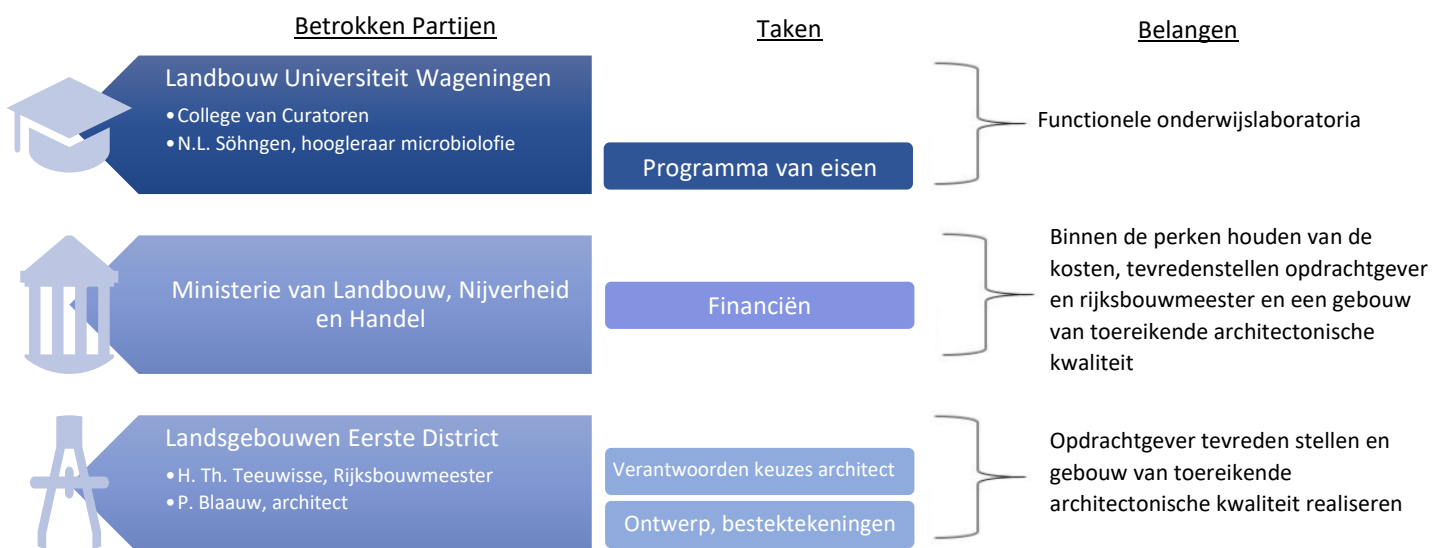 Betrokken Partijen
Taken
Belangen
Landbouw Universiteit Wageningen
•College van Curatoren
•N.L. Söhngen, hoogleraar microbiolofie
Programma van eisen
Functionele onderwijslaboratoria
Ministerie van Landbouw, Nijverheid
en Handel
Financiën
Binnen de perken houden van de
kosten, tevredenstellen opdrachtgever
en rijksbouwmeester en een gebouw
van toereikende architectonische
kwaliteit
Landsgebouwen Eerste District
•H. Th. Teeuwisse, Rijksbouwmeester
•P. Blaauw, architect
Verantwoorden keuzes architect
Ontwerp, bestektekeningen
Opdrachtgever tevreden stellen en
gebouw van toereikende
architectonische kwaliteit realiseren